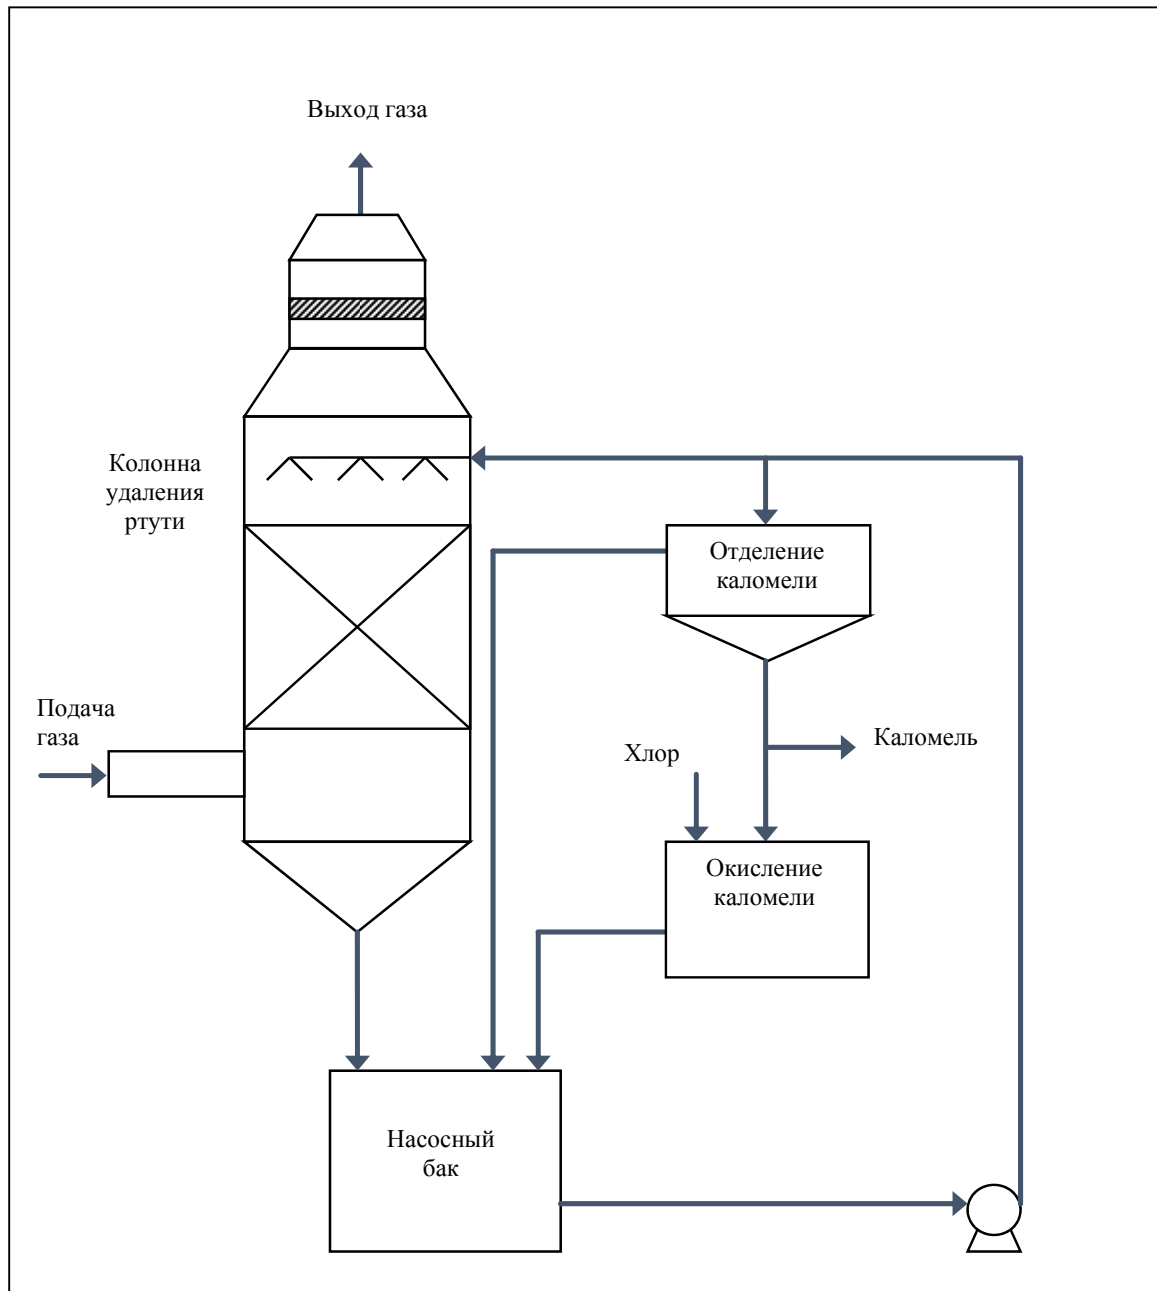 Выход газа
Колонна
удаления
ртути
Отделение
каломели
Подача
газа
Хлор
Каломель
Окисление
каломели
Насосный
бак